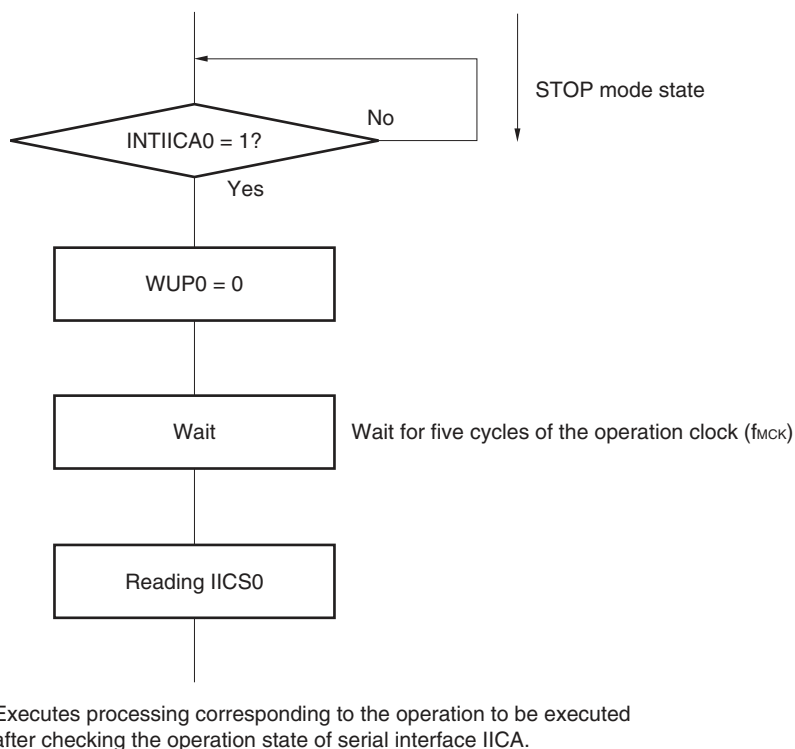 STOP mode state
No
INTIICA0 = 1?
Yes
WUP0 = 0
Wait
Wait for five cycles of the operation clock (fMCK)
Reading IICS0
Executes processing corresponding to the operation to be executed
after checking the operation state of serial interface IICA.